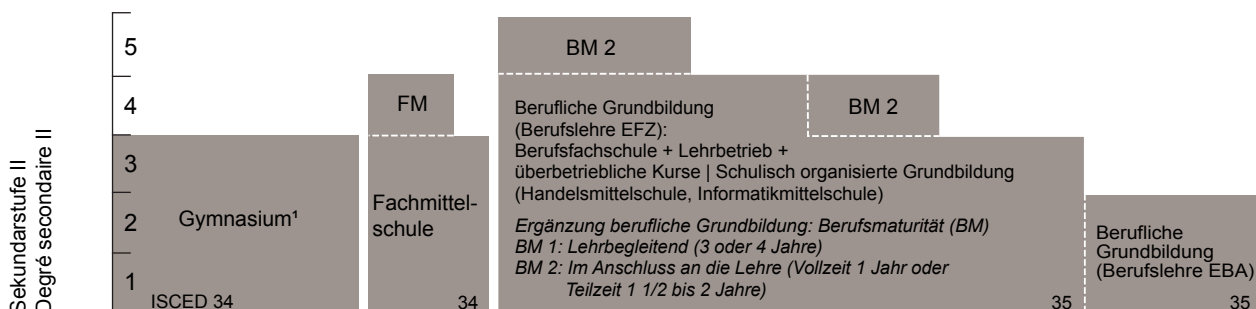 Sekundarstufe II
Degré secondaire II
5
4
3
2
1
BM 2
FM
BM 2
Gymnasium¹
ISCED 34
Fachmittel-
schule
34
Berufliche Grundbildung
(Berufslehre EFZ):
Berufsfachschule + Lehrbetrieb +
überbetriebliche Kurse | Schulisch organisierte Grundbildung
(Handelsmittelschule, Informatikmittelschule)
Ergänzung berufliche Grundbildung: Berufsmaturität (BM)
BM 1: Lehrbegleitend (3 oder 4 Jahre)
BM 2: Im Anschluss an die Lehre (Vollzeit 1 Jahr oder
Teilzeit 1 1/2 bis 2 Jahre)
35
Berufliche
Grundbildung
(Berufslehre EBA)
35